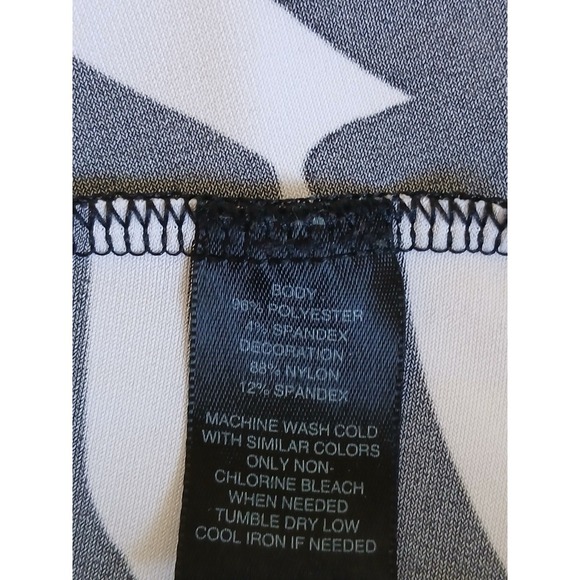 BODY
96% POLYESTER
4% SPANDEX
DECORATION:
88% NYLON
12% SPANDEX
MACHINE WASH COLD
WITH SIMILAR COLORS
ONLY NON-
CHLORINE BLEACH
WHEN NEEDED
TUMBLE DRY LOW
COOL IRON IF NEEDED